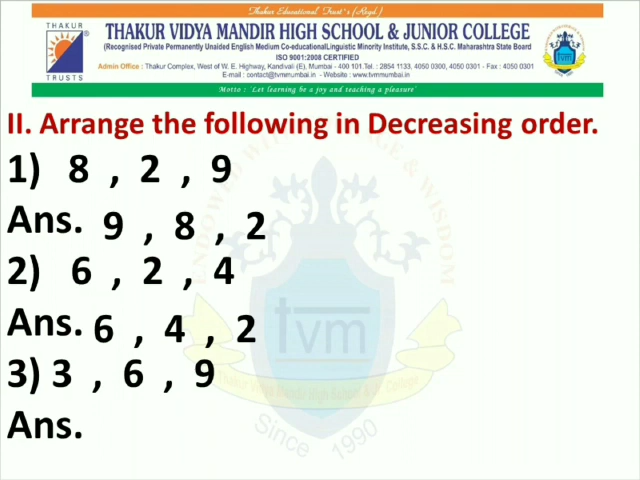 Thakur Educational Trust's (Regd.)
THAKUR
TRUSTS
THAKUR VIDYA MANDIR HIGH SCHOOL & JUNIOR COLLEGE
(Recognised Private Permanently Unaided English Medium Co-educationalLinguistic Minority Institute, S.S.C. & H.S.C. Maharashtra State Board
ISO 9001:2008 CERTIFIED
Admin Office : Thakur Complex, West of W. E. Highway, Kandivali (E), Mumbai - 400 101.Tel. : 2854 1133, 4050 0300, 4050 0301 - Fax : 4050 0301
E-mail : contact@tvmmumbai.in - Website : www.tvmmumbai.in
Motto : 'Let learning be a joy and teaching a pleasure'
II. Arrange the following in Decreasing order.
1) 8 , 2 , 9
Ans. 9 , 8 , 2
2) 6 , 2 , 4
Ans. 6 , 4 , 2
3) 3 , 6 , 9
Ans.
tvm
Since 1990